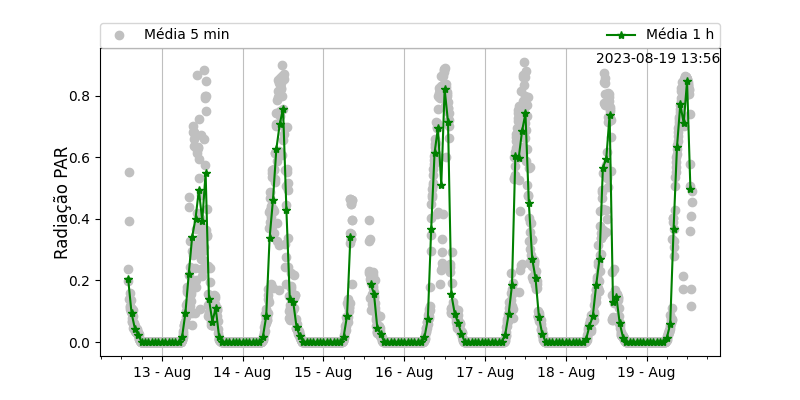 Média 5 min
Média 1 h
2023-08-19 13:56
Radiação PAR
0.8
0.6
0.4
0.2
0.0
13 - Aug
14 - Aug
15 - Aug
16 - Aug
17 - Aug
18 - Aug
19 - Aug